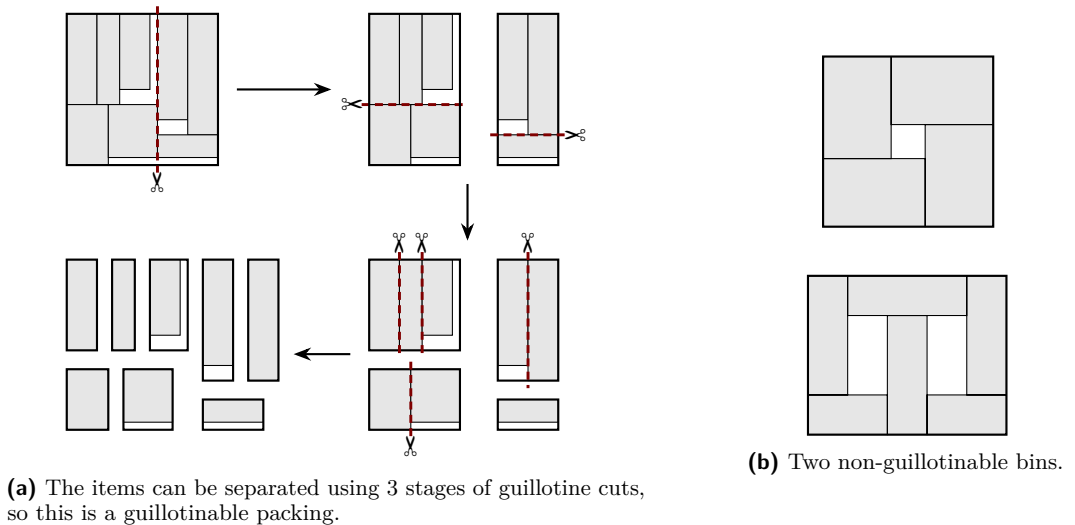 (a) The items can be separated using 3 stages of guillotine cuts,
so this is a guillotinable packing.
(b) Two non-guillotinable bins.